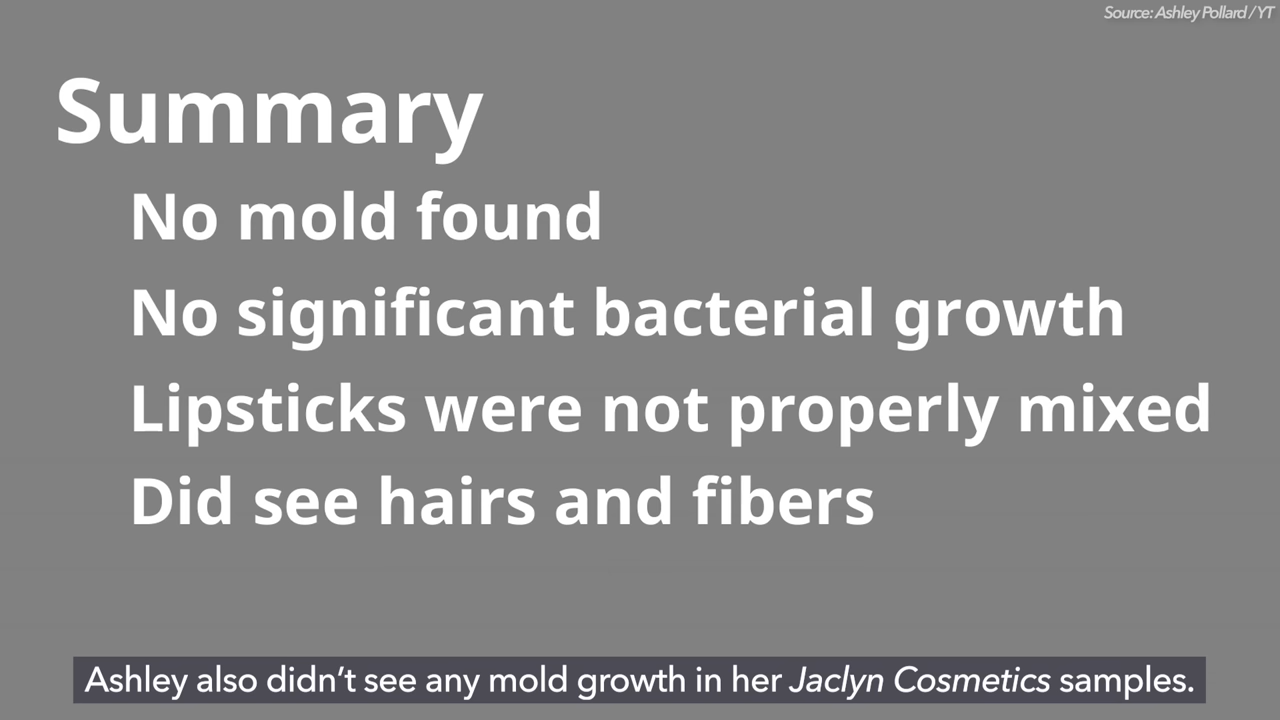 Source: Ashley Pollard / YT
Summary
No mold found
No significant bacterial growth
Lipsticks were not properly mixed
Did see hairs and fibers
Ashley also didn’t see any mold growth in her Jaclyn Cosmetics samples.